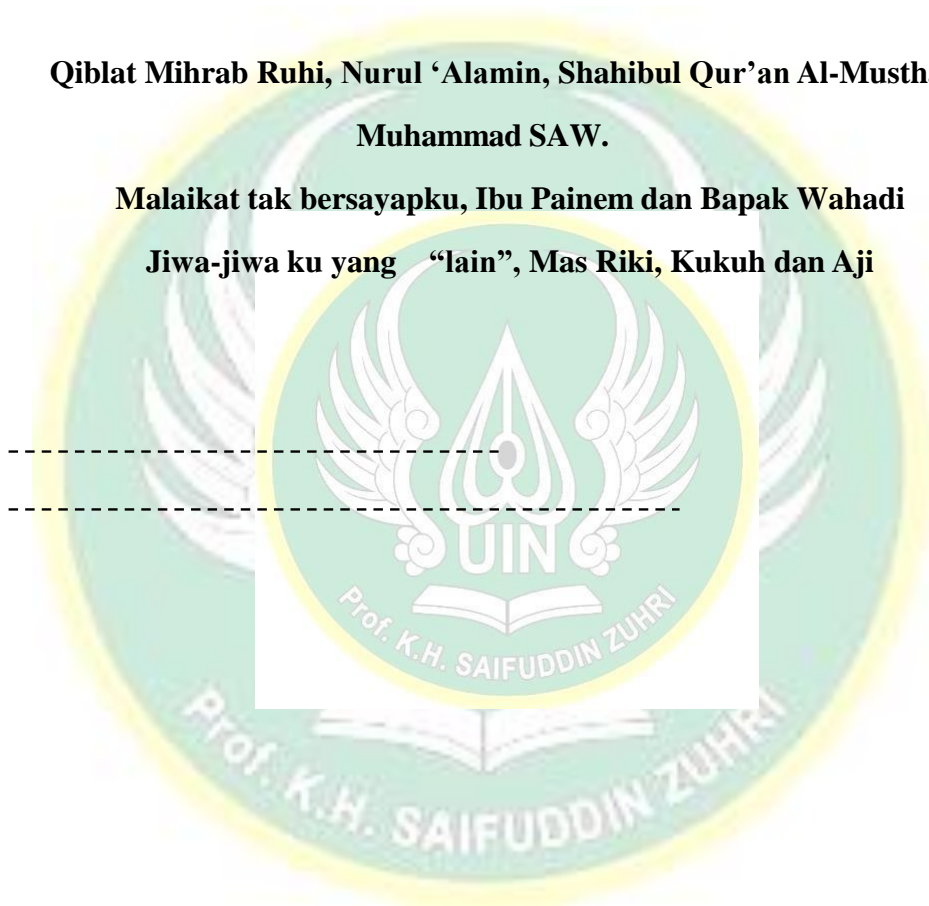 Qiblat Mihrab Ruhi, Nurul ‘Alamin, Shahibul Qur’an Al-Musth
Muhammad SAW.
Malaikat tak bersayapku, Ibu Painem dan Bapak Wahadi
Jiwa-jiwa ku yang “lain”, Mas Riki, Kukuh dan Aji
UIN
Prof. K.H. SAIFUDDIN ZUHRI
Prof. K.H. SAIFUDDIN ZUHRI